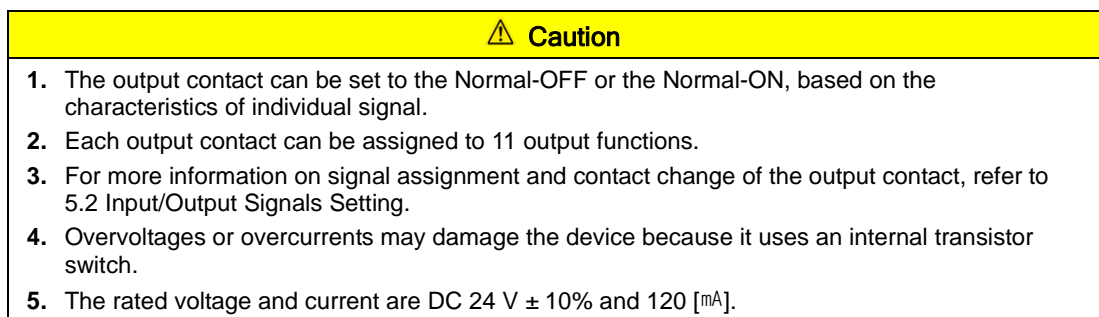 ⚠ Caution
1. The output contact can be set to the Normal-OFF or the Normal-ON, based on the
characteristics of individual signal.
2. Each output contact can be assigned to 11 output functions.
3. For more information on signal assignment and contact change of the output contact, refer to
5.2 Input/Output Signals Setting.
4. Overvoltages or overcurrents may damage the device because it uses an internal transistor
switch.
5. The rated voltage and current are DC 24 V ± 10% and 120 [㎃].